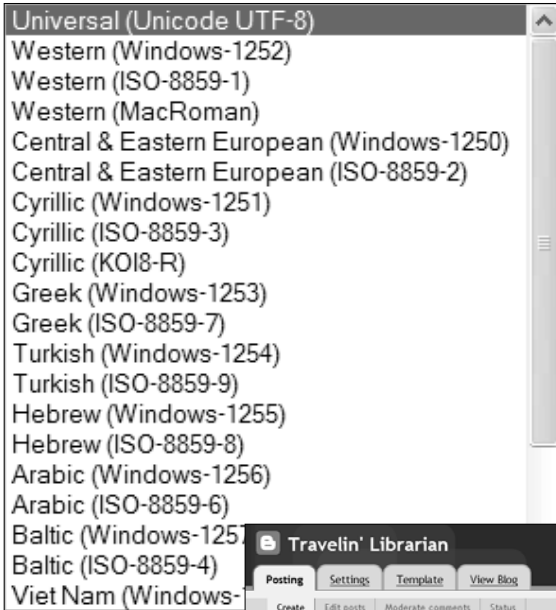 Universal (Unicode UTF-8)
Western (Windows-1252)
Western (ISO-8859-1)
Western (MacRoman)
Central & Eastern European (Windows-1250)
Central & Eastern European (ISO-8859-2)
Cyrillic (Windows-1251)
Cyrillic (ISO-8859-3)
Cyrillic (KOI8-R)
Greek (Windows-1253)
Greek (ISO-8859-7)
Turkish (Windows-1254)
Turkish (ISO-8859-9)
Hebrew (Windows-1255)
Hebrew (ISO-8859-8)
Arabic (Windows-1256)
Arabic (ISO-8859-6)
Baltic (Windows-1257
Baltic (ISO-8859-4)
Viet Nam (Windows-
Travelin' Librarian
Posting Settings Template View Blog
Create Edit posts Moderate comments Status